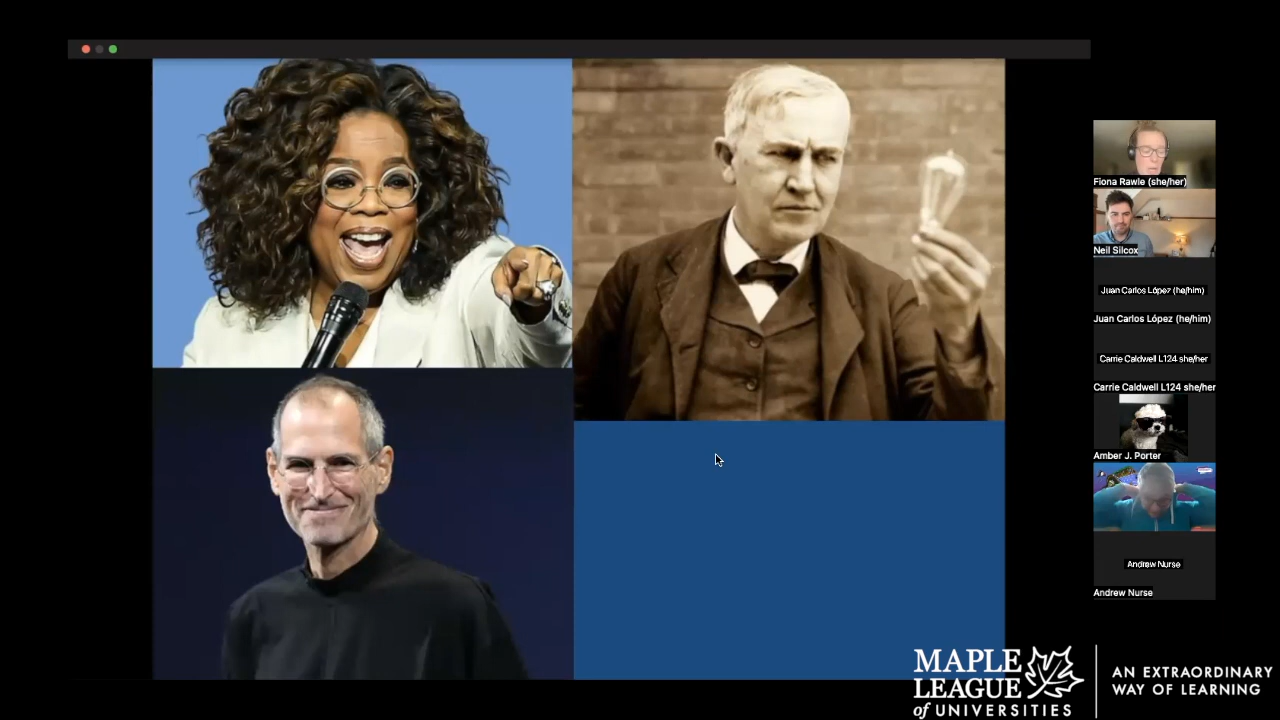 Fiona Rawle (she/her)
Neil Silcox
Juan Carlos López (he/him)
Juan Carlos López (he/him)
Carrie Caldwell L124 she/her
Carrie Caldwell L124 she/her
Amber J. Porter
Andrew Nurse
Andrew Nurse
MAPLE
LEAGUE
of UNIVERSITIES
AN EXTRAORDINARY
WAY OF LEARNING